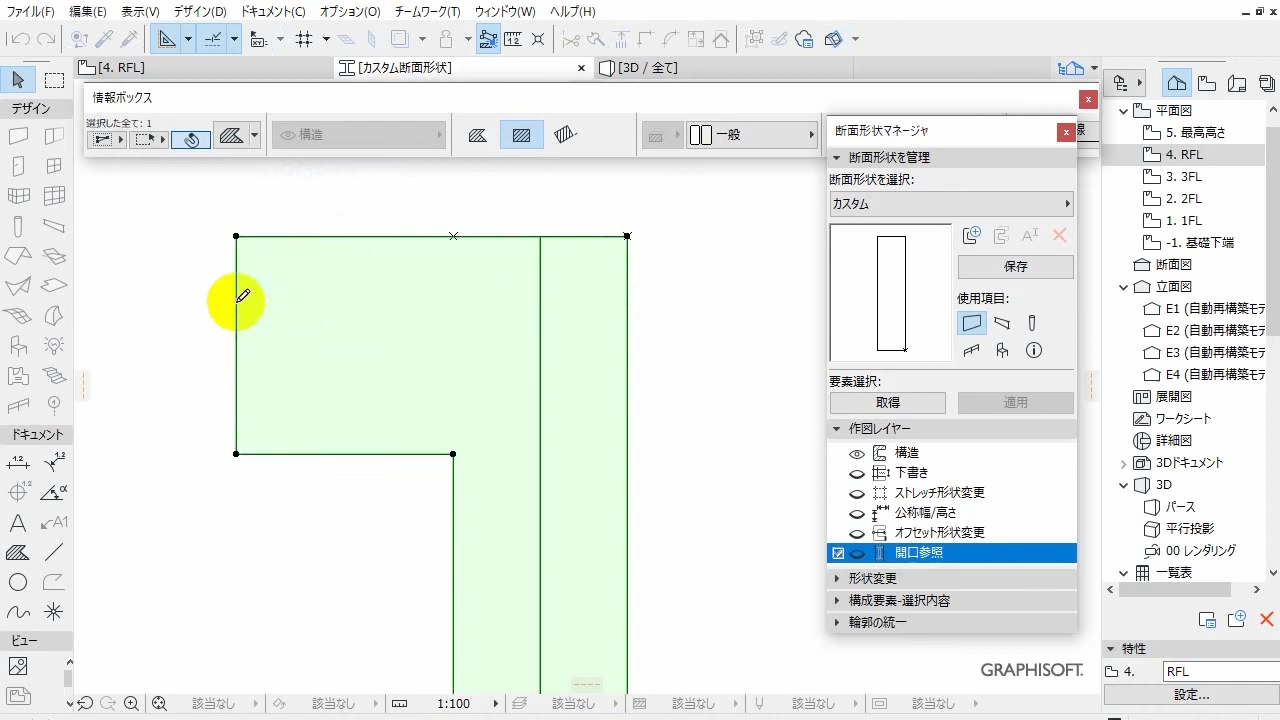 ファイル(F) 編集(E) 表示(V) デザイン(D) ドキュメント(C) オプション(O) チームワーク(T) ウィンドウ(W) ヘルプ(H)
[4. RFL]
[カスタム断面形状]
[3D / 全て]
情報ボックス
選択した全て: 1
構造
一般
線
デザイン
ドキュメント
ビュー
断面形状マネージャ
断面形状を管理
断面形状を選択:
カスタム
保存
使用項目:
要素選択:
取得
適用
作図レイヤー
構造
下書き
ストレッチ形状変更
公称幅/高さ
オフセット形状変更
開口参照
形状変更
構成要素-選択内容
輪郭の統一
平面図
5. 最高高さ
4. RFL
3. 3FL
2. 2FL
1. 1FL
-1. 基礎下端
断面図
立面図
E1 (自動再構築モデ
E2 (自動再構築モデ
E3 (自動再構築モデ
E4 (自動再構築モデ
展開図
ワークシート
詳細図
3Dドキュメント
3D
パース
平行投影
00 レンダリング
一覧表
特性
4.
RFL
設定...
GRAPHISOFT.
該当なし
該当なし
1:100
該当なし
該当なし
該当なし
該当なし